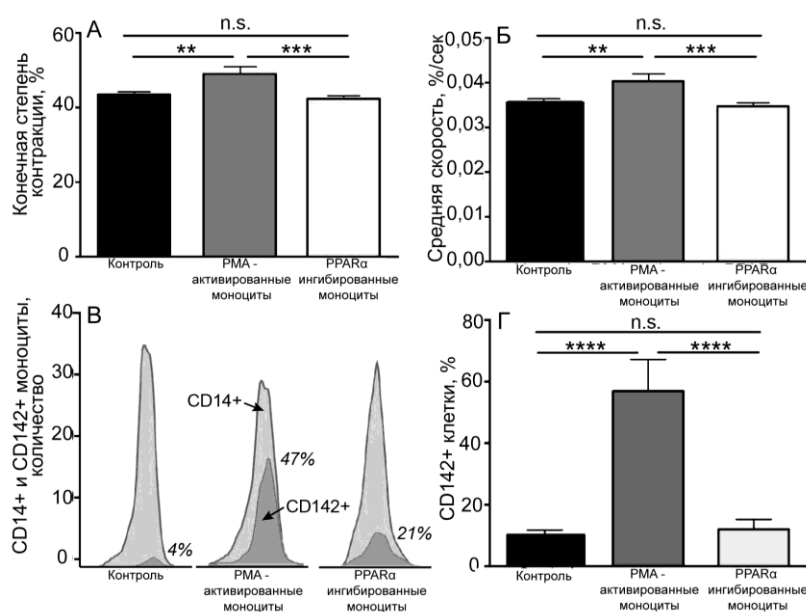 А
n.s.
**
***
Конечная степень
контракции, %
60
40
20
0
Контроль
PMA -
активированные
моноциты
PPARα
ингибированные
моноциты
Б
n.s.
**
***
Средняя скорость, %/сек
0,05
0,04
0,03
0,02
0,01
0,00
Контроль
PMA -
активированные
моноциты
PPARα
ингибированные
моноциты
В
CD14+ и CD142+ моноциты,
количество
40
30
20
10
0
CD14+
47%
CD142+
4%
21%
Контроль
PMA -
активированные
моноциты
PPARα
ингибированные
моноциты
Г
n.s.
****
****
CD142+ клетки, %
80
60
40
20
0
Контроль
PMA -
активированные
моноциты
PPARα
ингибированные
моноциты